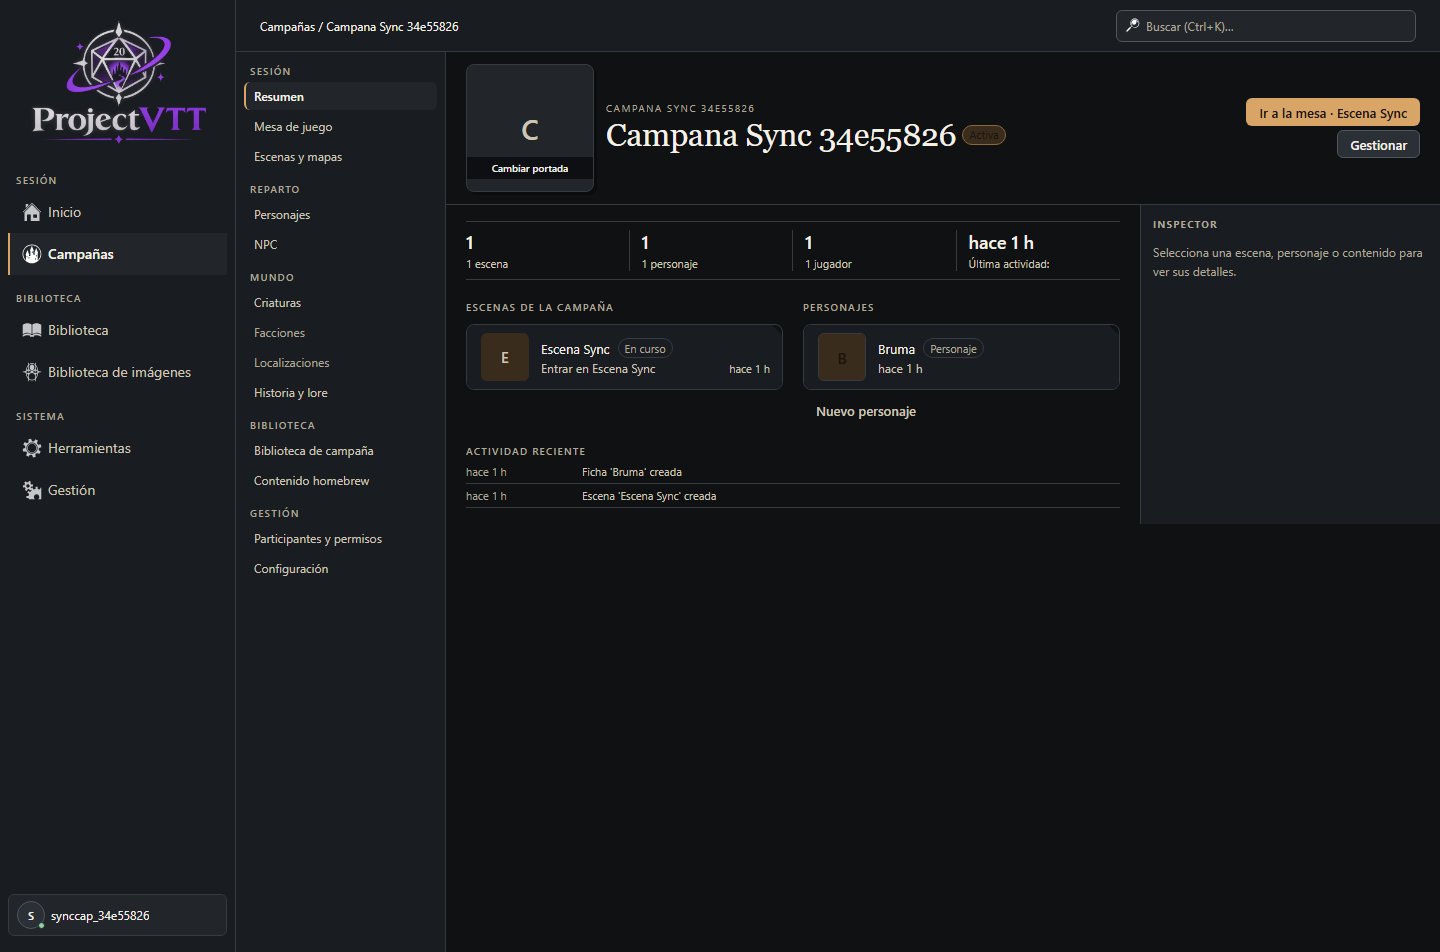 20
ProjectVTT
SESIÓN
Inicio
Campañas
BIBLIOTECA
Biblioteca
Biblioteca de imágenes
SISTEMA
Herramientas
Gestión
S synccap_34e55826
Campañas / Campana Sync 34e55826
Buscar (Ctrl+K)...
SESIÓN
Resumen
Mesa de juego
Escenas y mapas
REPARTO
Personajes
NPC
MUNDO
Criaturas
Facciones
Localizaciones
Historia y lore
BIBLIOTECA
Biblioteca de campaña
Contenido homebrew
GESTIÓN
Participantes y permisos
Configuración
C
Cambiar portada
CAMPANA SYNC 34E55826
Campana Sync 34e55826 Activa
Ir a la mesa · Escena Sync
Gestionar
1
1 escena
1
1 personaje
1
1 jugador
hace 1 h
Última actividad:
ESCENAS DE LA CAMPAÑA
E
Escena Sync En curso
Entrar en Escena Sync hace 1 h
PERSONAJES
B
Bruma Personaje
hace 1 h
Nuevo personaje
ACTIVIDAD RECIENTE
hace 1 h Ficha 'Bruma' creada
hace 1 h Escena 'Escena Sync' creada
INSPECTOR
Selecciona una escena, personaje o contenido para
ver sus detalles.